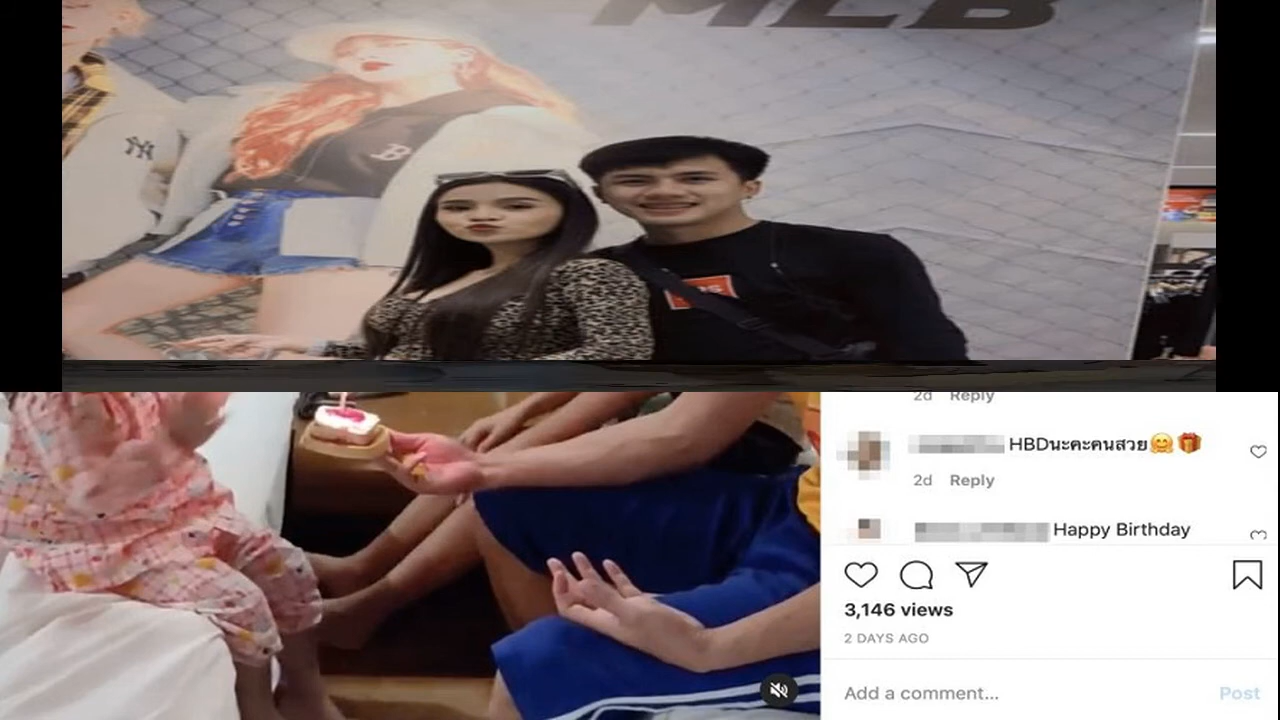 MLB
NY
B
2d Reply
HBDนะคะคนสวย🤗🎁
2d Reply
Happy Birthday
3,146 views
2 DAYS AGO
Add a comment... Post